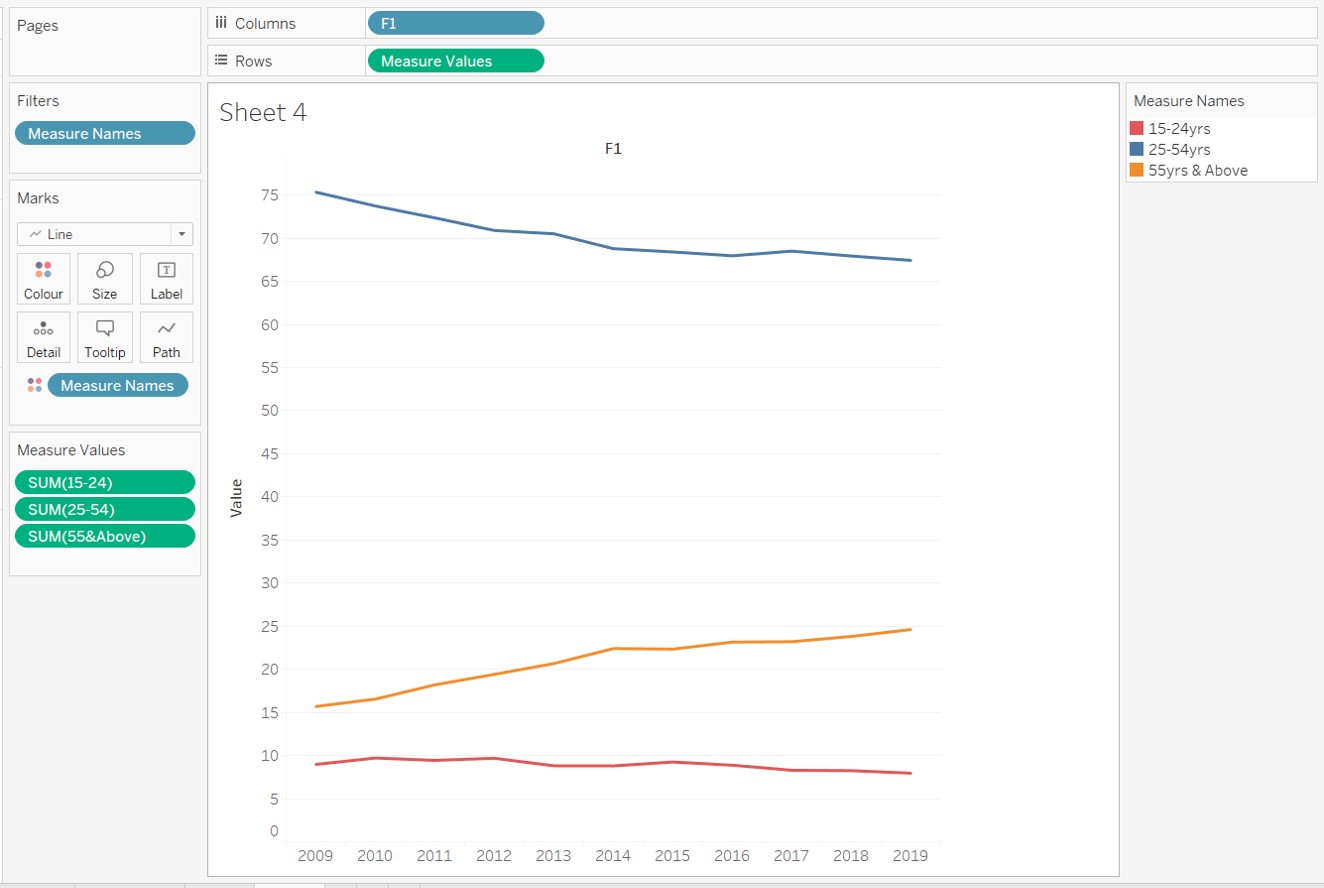 Pages
Columns
F1
Rows
Measure Values
Filters
Measure Names
Marks
Line
Colour
Size
T
Label
Detail
Tooltip
Path
Measure Names
Measure Values
SUM(15-24)
SUM(25-54)
SUM(55&Above)
Sheet 4
F1
Value
75
70
65
60
55
50
45
40
35
30
25
20
15
10
5
0
2009 2010 2011 2012 2013 2014 2015 2016 2017 2018 2019
Measure Names
15-24yrs
25-54yrs
55yrs & Above